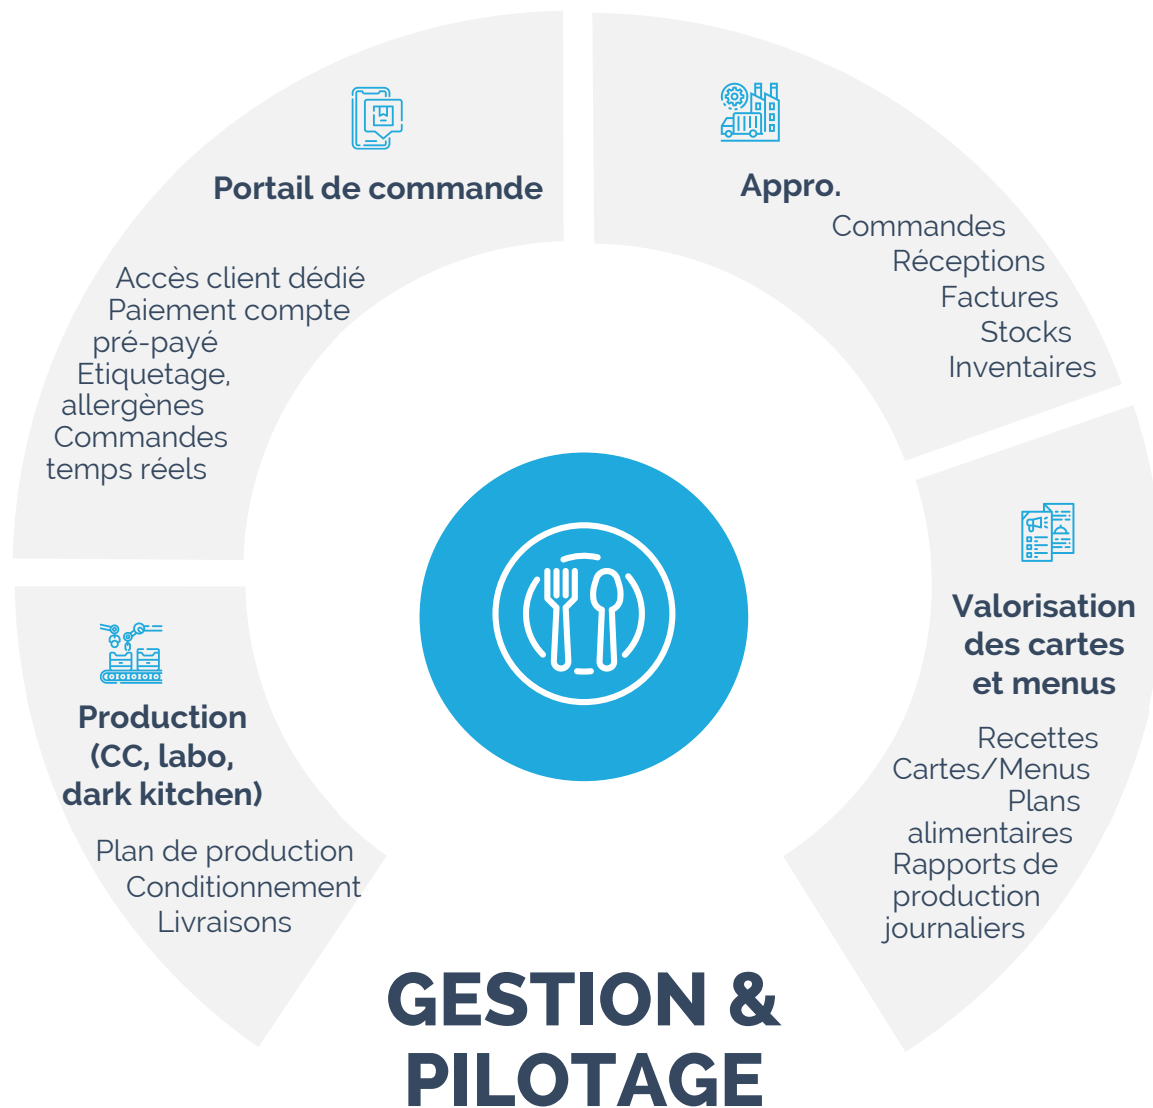 Portail de commande
Accès client dédié
Paiement compte
pré-payé
Etiquetage,
allergènes
Commandes
temps réels
Appro.
Commandes
Réceptions
Factures
Stocks
Inventaires
Valorisation
des cartes
et menus
Recettes
Cartes/Menus
Plans
alimentaires
Rapports de
production
journaliers
Production
(CC, labo,
dark kitchen)
Plan de production
Conditionnement
Livraisons
GESTION &
PILOTAGE